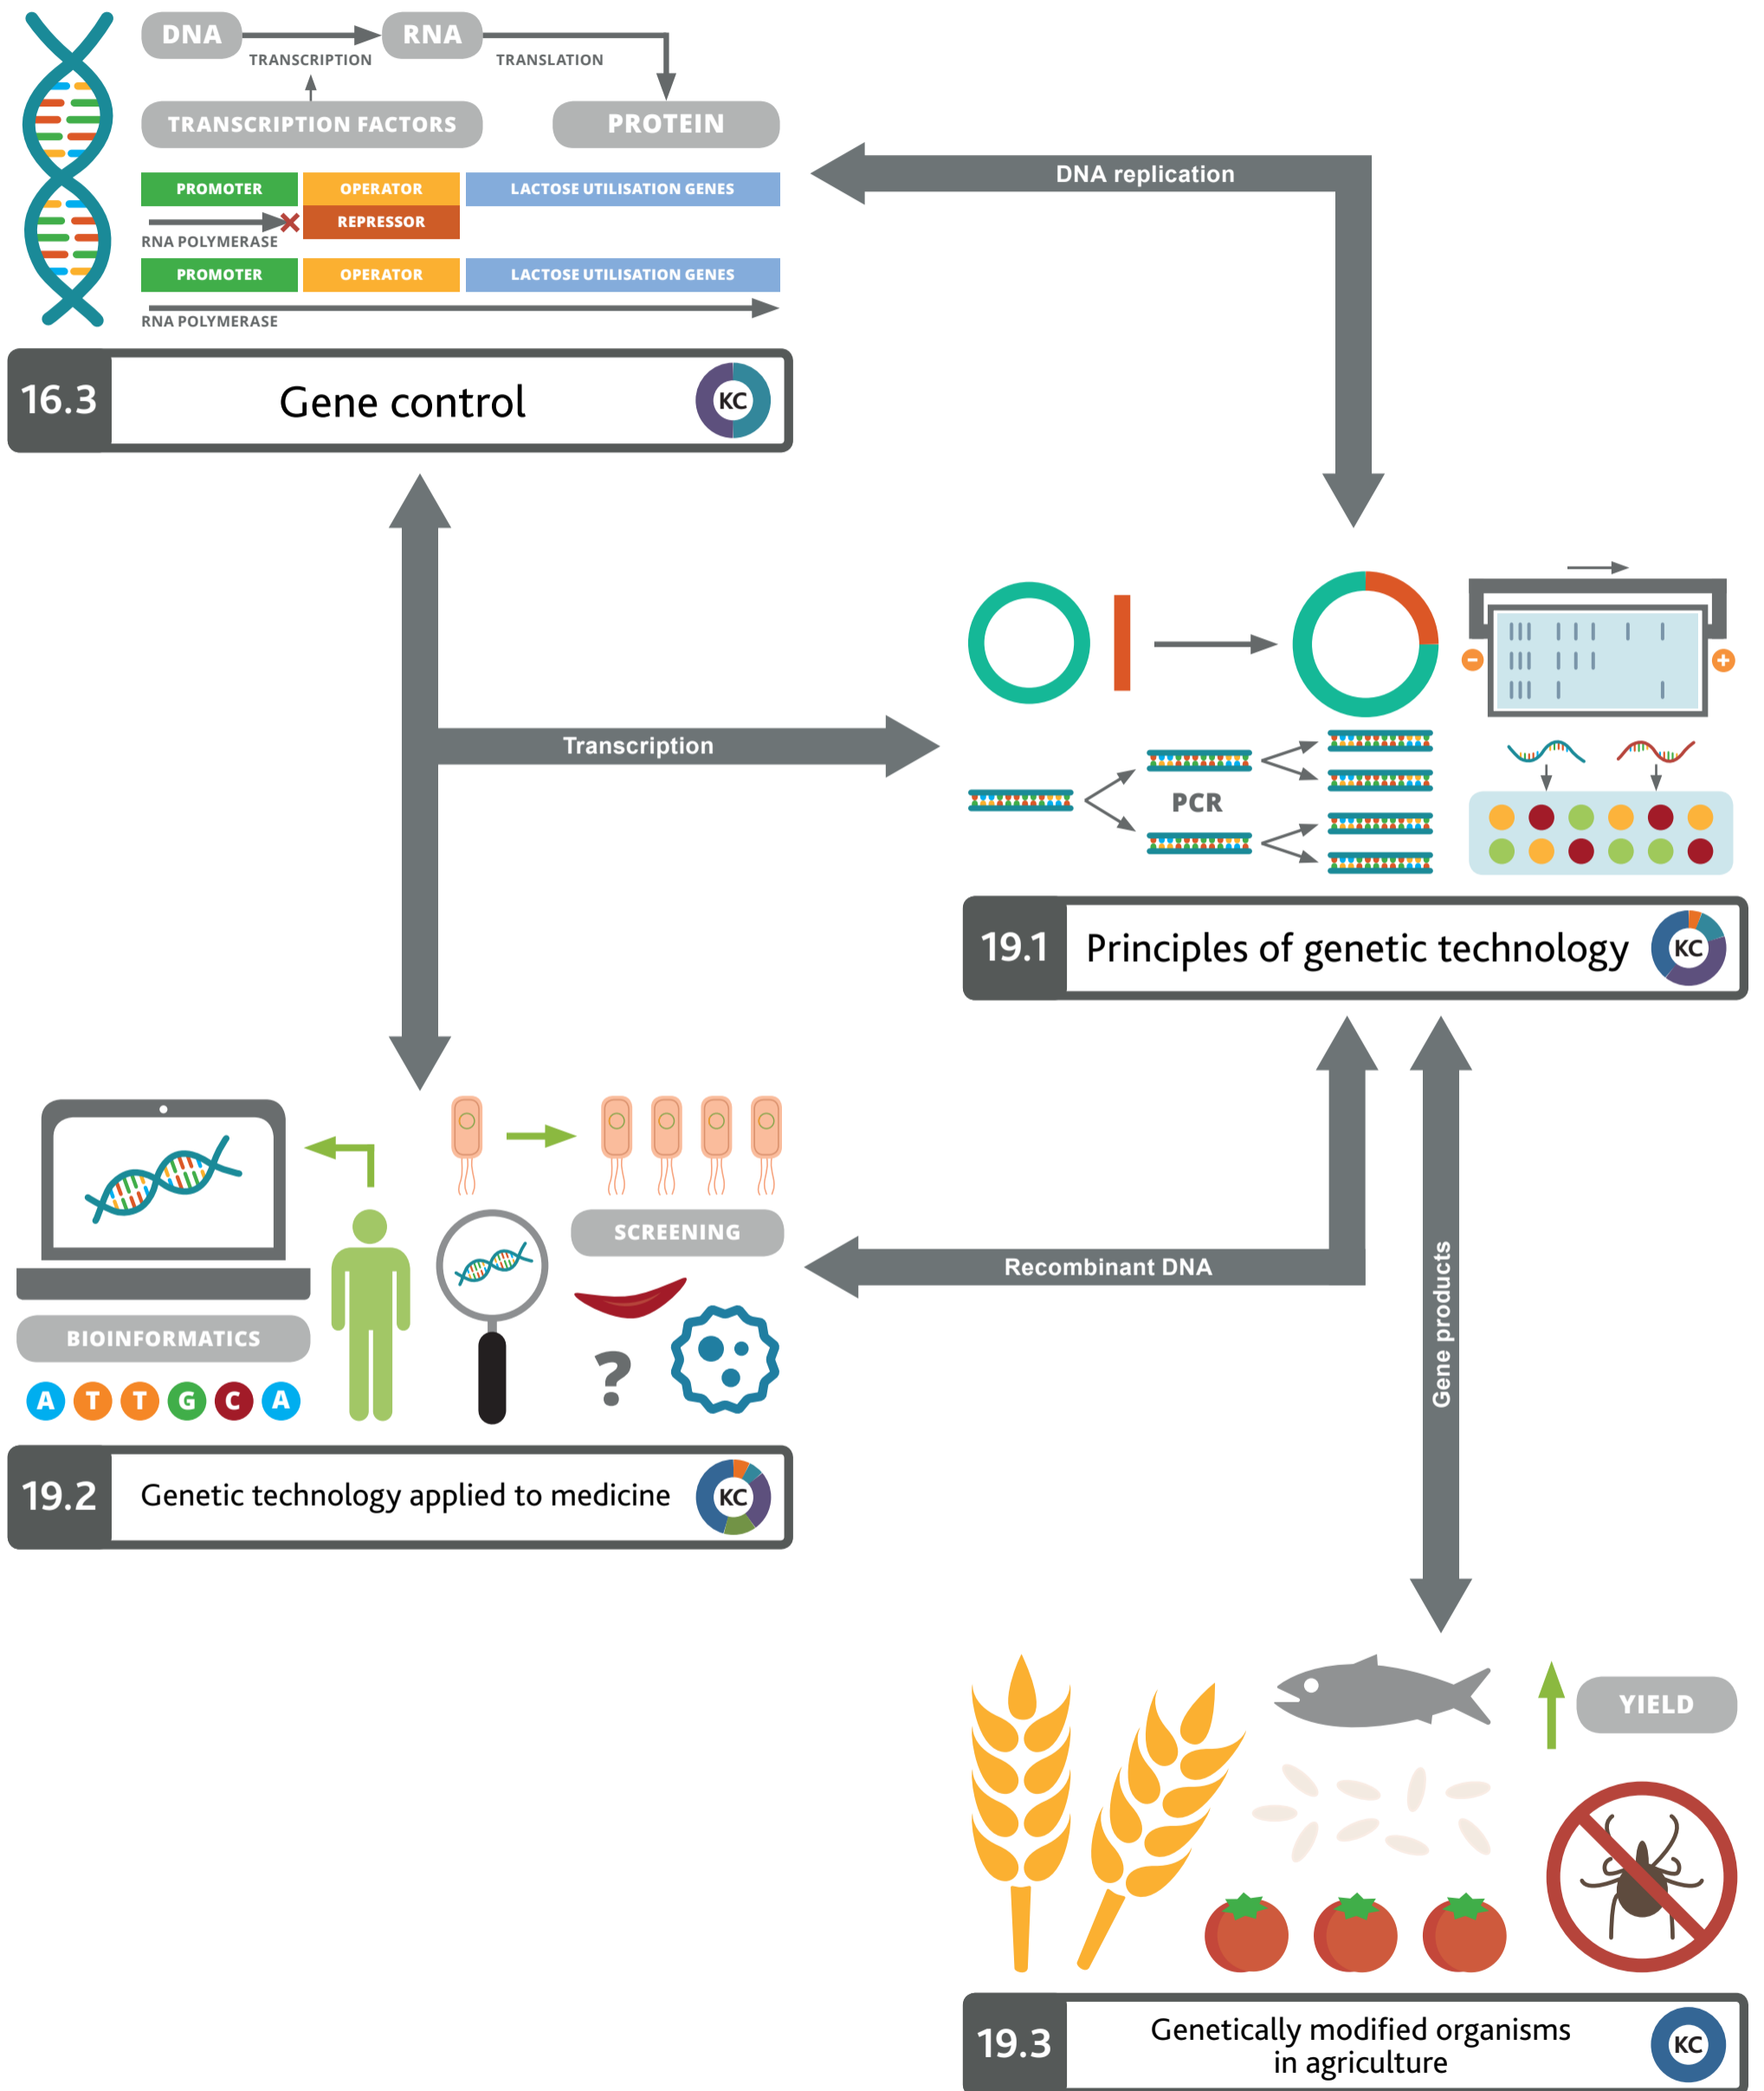 DNA
RNA
TRANSCRIPTION
TRANSLATION
TRANSCRIPTION FACTORS
PROTEIN
PROMOTER
OPERATOR
LACTOSE UTILISATION GENES
REPRESSOR
RNA POLYMERASE
PROMOTER
OPERATOR
LACTOSE UTILISATION GENES
RNA POLYMERASE
16.3
Gene control
KC
DNA replication
Transcription
−
+
PCR
19.1
Principles of genetic technology
KC
SCREENING
BIOINFORMATICS
?
A T T G C A
19.2
Genetic technology applied to medicine
KC
Recombinant DNA
Gene products
YIELD
19.3
Genetically modified organisms
in agriculture
KC